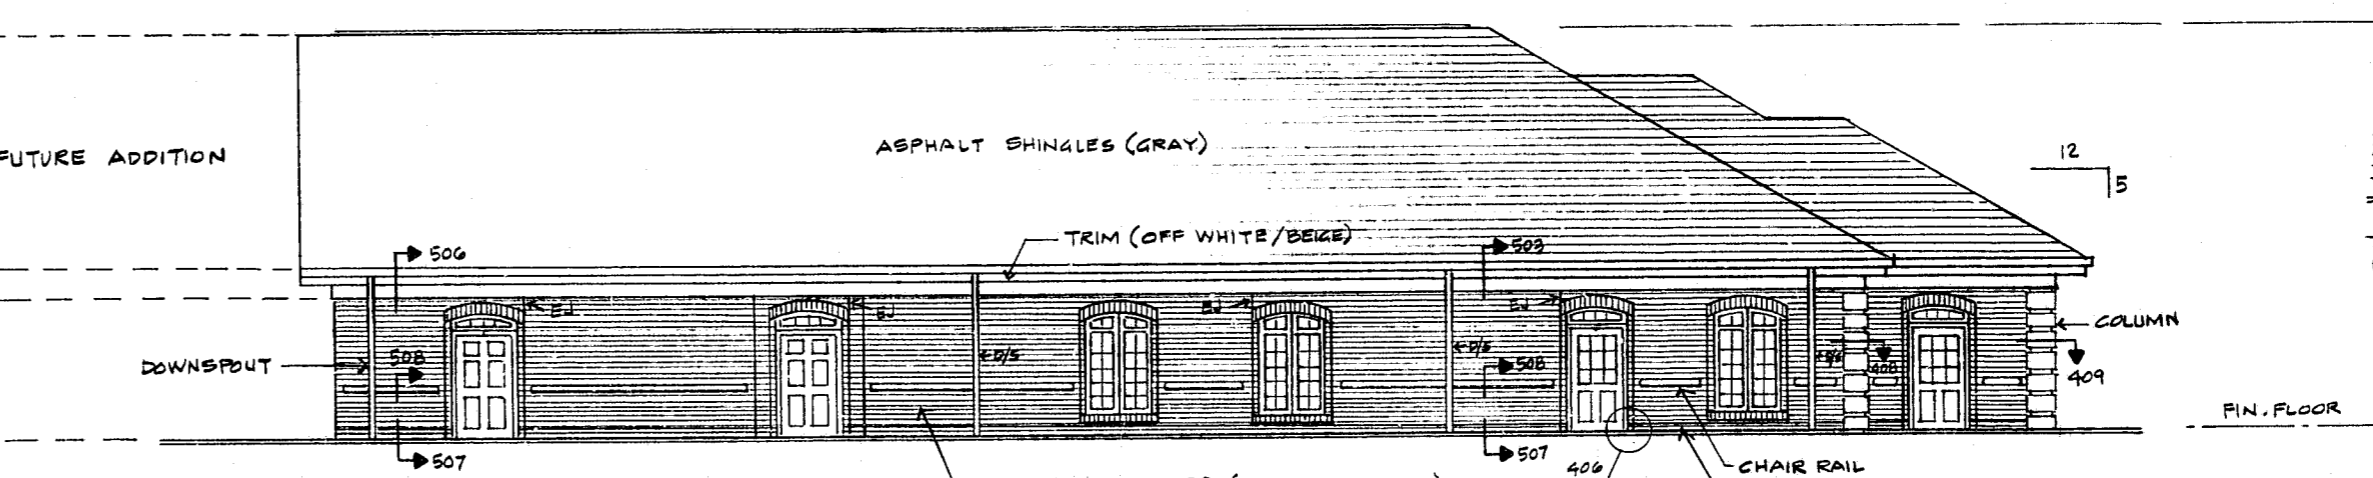 FUTURE ADDITION
ASPHALT SHINGLES (GRAY)
12
5
TRIM (OFF WHITE/BEIGE)
506
503
EJ
EJ
EJ
EJ
COLUMN
DOWNSPOUT
508
D/S
D/S
508
D/S
408
409
FIN. FLOOR
507
507
406
CHAIR RAIL